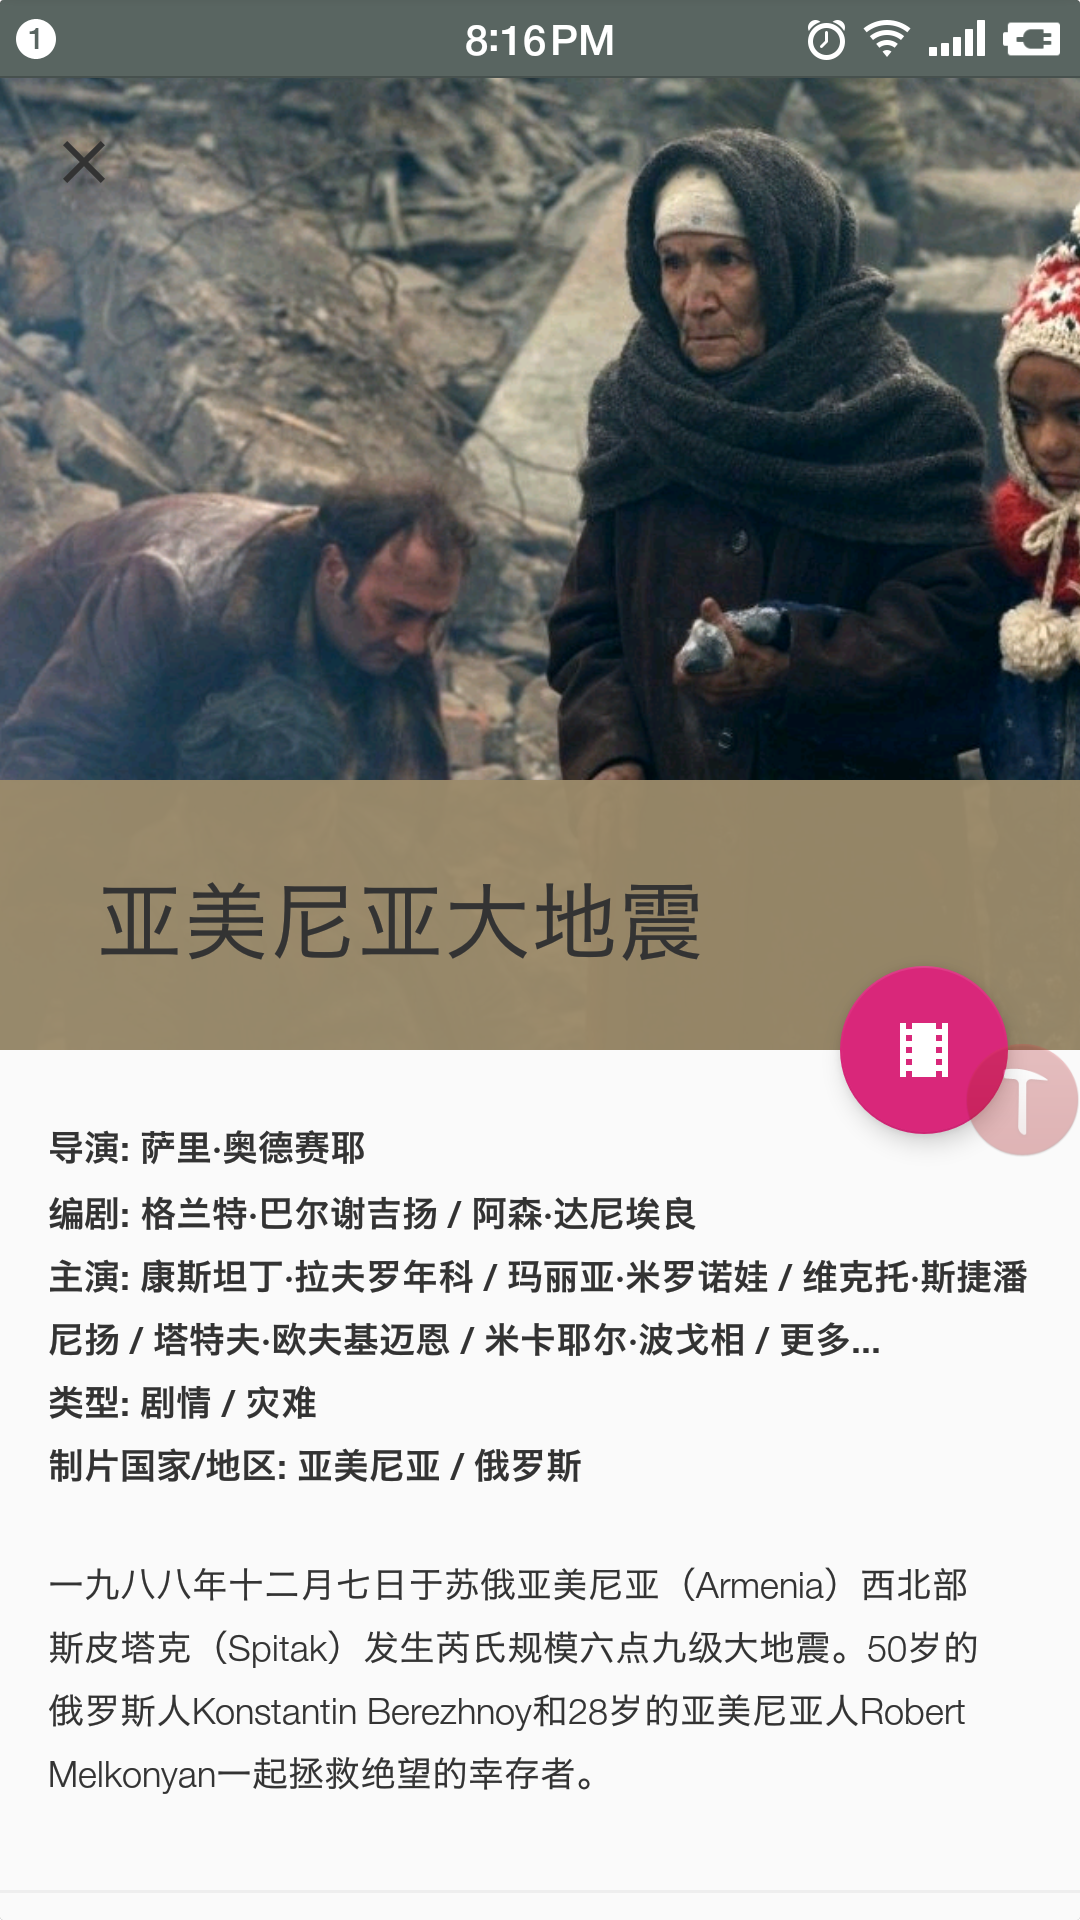 1
8:16PM
亚美尼亚大地震
导演: 萨里·奥德赛耶
编剧: 格兰特·巴尔谢吉扬 / 阿森·达尼埃良
主演: 康斯坦丁·拉夫罗年科 / 玛丽亚·米罗诺娃 / 维克托·斯捷潘
尼扬 / 塔特夫·欧夫基迈恩 / 米卡耶尔·波戈相 / 更多...
类型: 剧情 / 灾难
制片国家/地区: 亚美尼亚 / 俄罗斯
一九八八年十二月七日于苏俄亚美尼亚（Armenia）西北部
斯皮塔克（Spitak）发生芮氏规模六点九级大地震。50岁的
俄罗斯人Konstantin Berezhnoy和28岁的亚美尼亚人Robert
Melkonyan一起拯救绝望的幸存者。